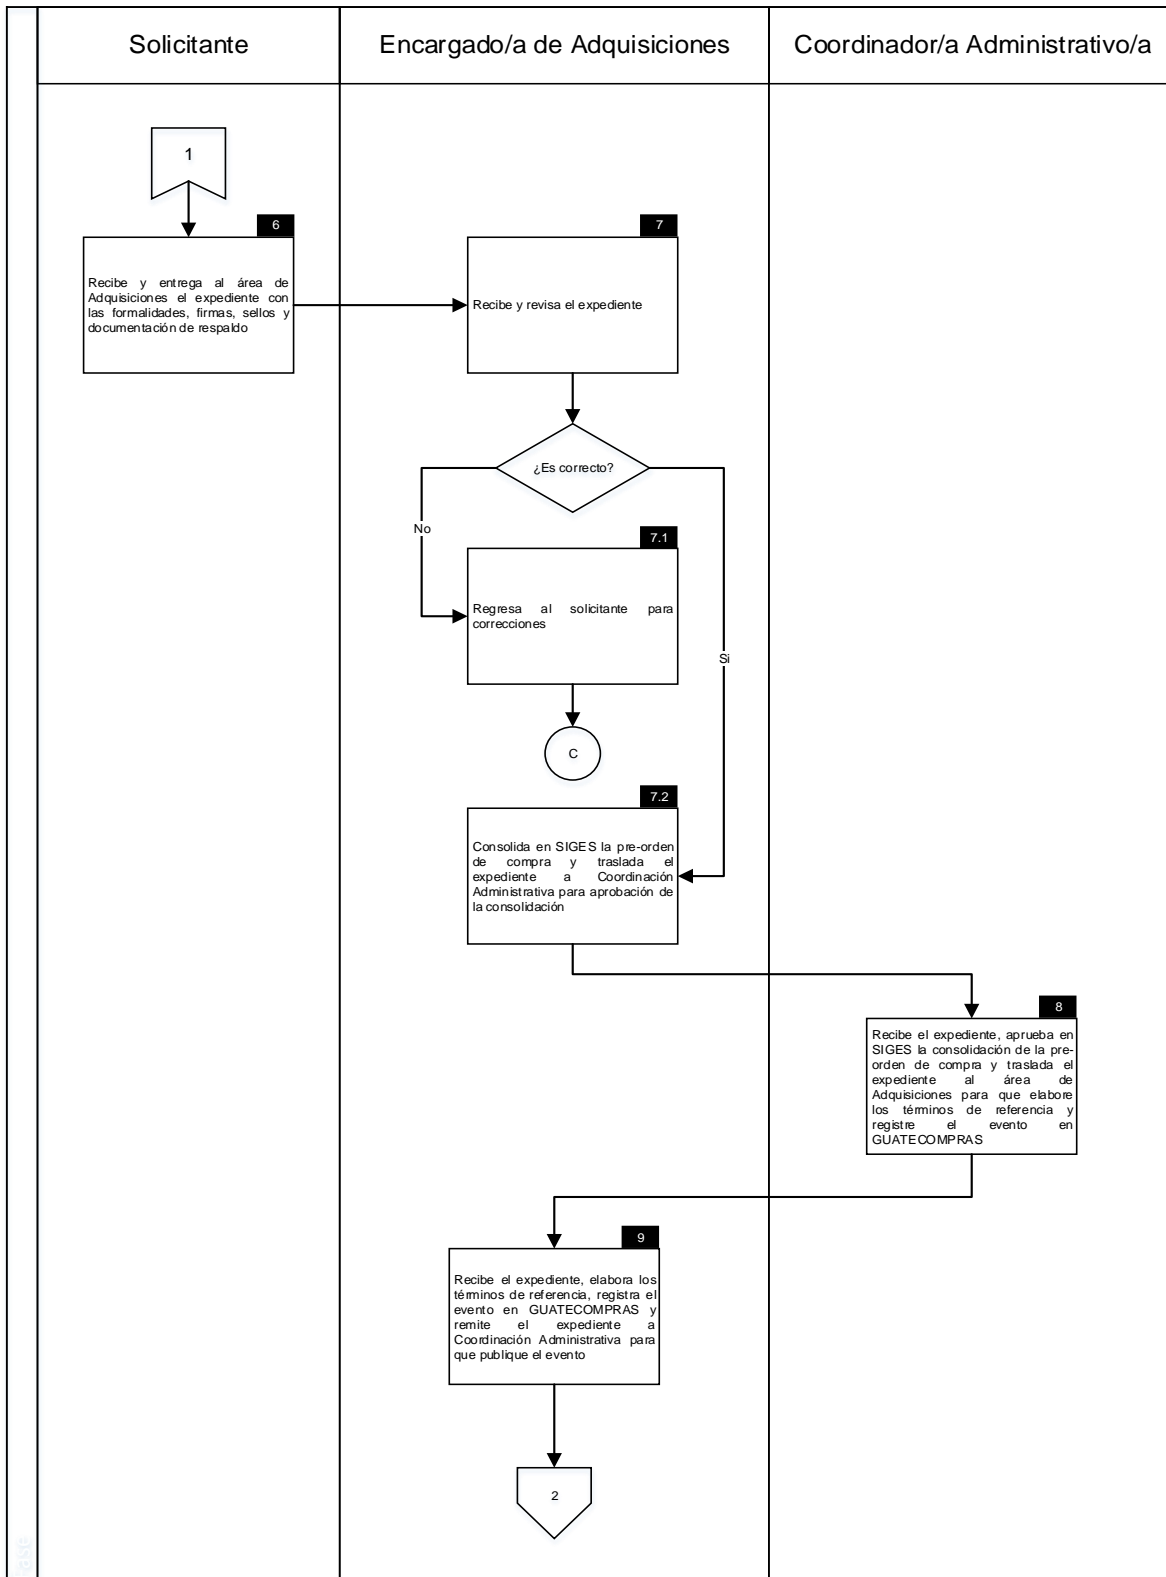 Solicitante
Encargado/a de Adquisiciones
Coordinador/a Administrativo/a
1
6
Recibe y entrega al área de
Adquisiciones el expediente con
las formalidades, firmas, sellos y
documentación de respaldo
7
Recibe y revisa el expediente
¿Es correcto?
No
Si
7.1
Regresa al solicitante para
correcciones
C
7.2
Consolida en SIGES la pre-orden
de compra y traslada el
expediente a Coordinación
Administrativa para aprobación de
la consolidación
8
Recibe el expediente, aprueba en
SIGES la consolidación de la pre-
orden de compra y traslada el
expediente al área de
Adquisiciones para que elabore
los términos de referencia y
registre el evento en
GUATECOMPRAS
9
Recibe el expediente, elabora los
términos de referencia, registra el
evento en GUATECOMPRAS y
remite el expediente a
Coordinación Administrativa para
que publique el evento
2
Fase